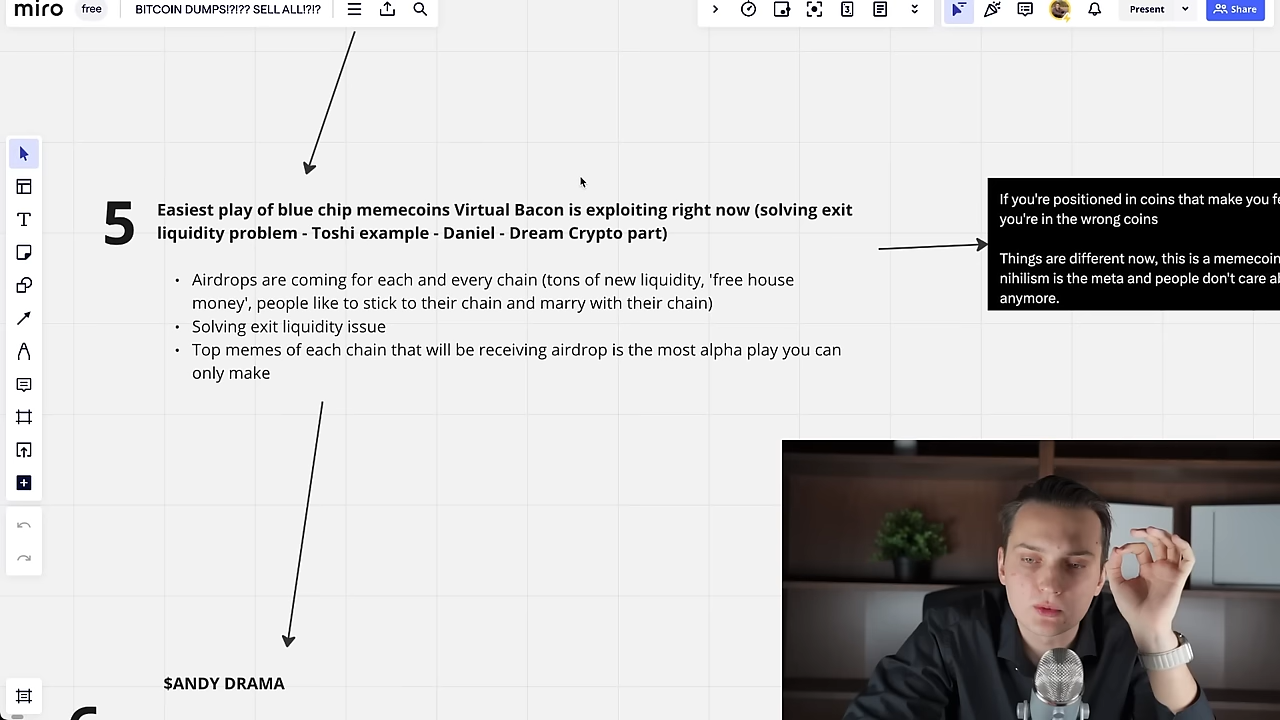 miro
free
BITCOIN DUMPS!?!?? SELL ALL!?!?
Present
Share
5
Easiest play of blue chip memecoins Virtual Bacon is exploiting right now (solving exit
liquidity problem - Toshi example - Daniel - Dream Crypto part)
• Airdrops are coming for each and every chain (tons of new liquidity, 'free house
money', people like to stick to their chain and marry with their chain)
• Solving exit liquidity issue
• Top memes of each chain that will be receiving airdrop is the most alpha play you can
only make
If you're positioned in coins that make you
you're in the wrong coins
Things are different now, this is a memecoin
nihilism is the meta and people don't care
anymore.
$ANDY DRAMA